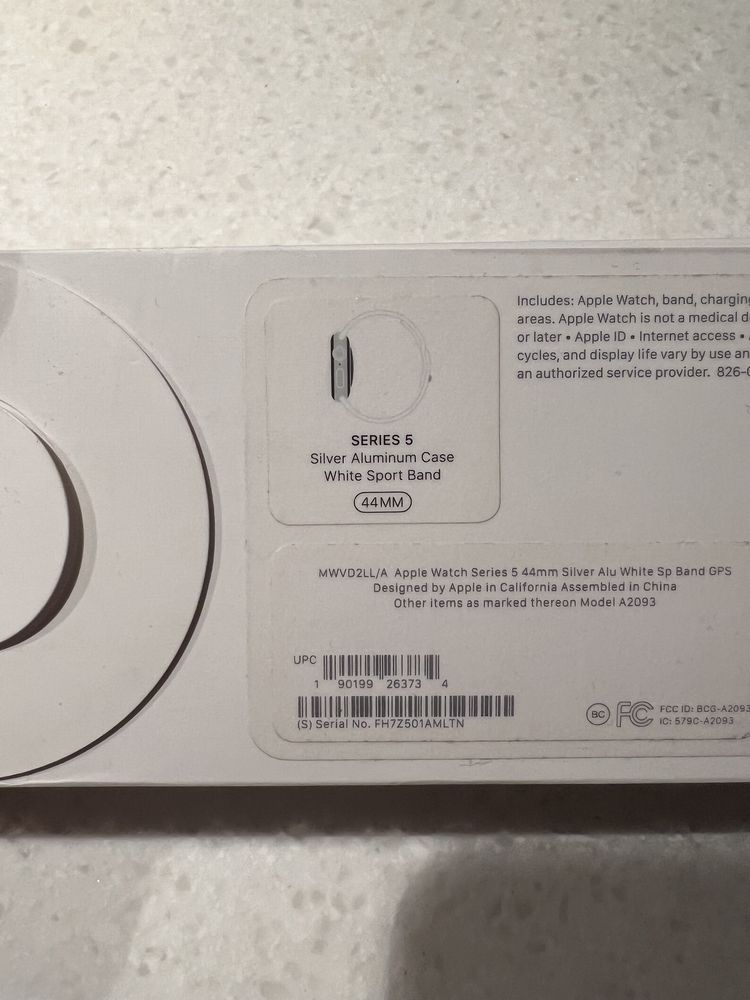 Includes: Apple Watch, band, charging
areas. Apple Watch is not a medical
or later • Apple ID • Internet access •
cycles, and display life vary by use
an authorized service provider. 826-
SERIES 5
Silver Aluminum Case
White Sport Band
44MM
MWVD2LL/A Apple Watch Series 5 44mm Silver Alu White Sp Band GPS
Designed by Apple in California Assembled in China
Other items as marked thereon Model A2093
UPC
1 90199 26373 4
(S) Serial No. FH7Z501AMLTN
BC FC FCC ID: BCG-A2093
IC: 579C-A2093